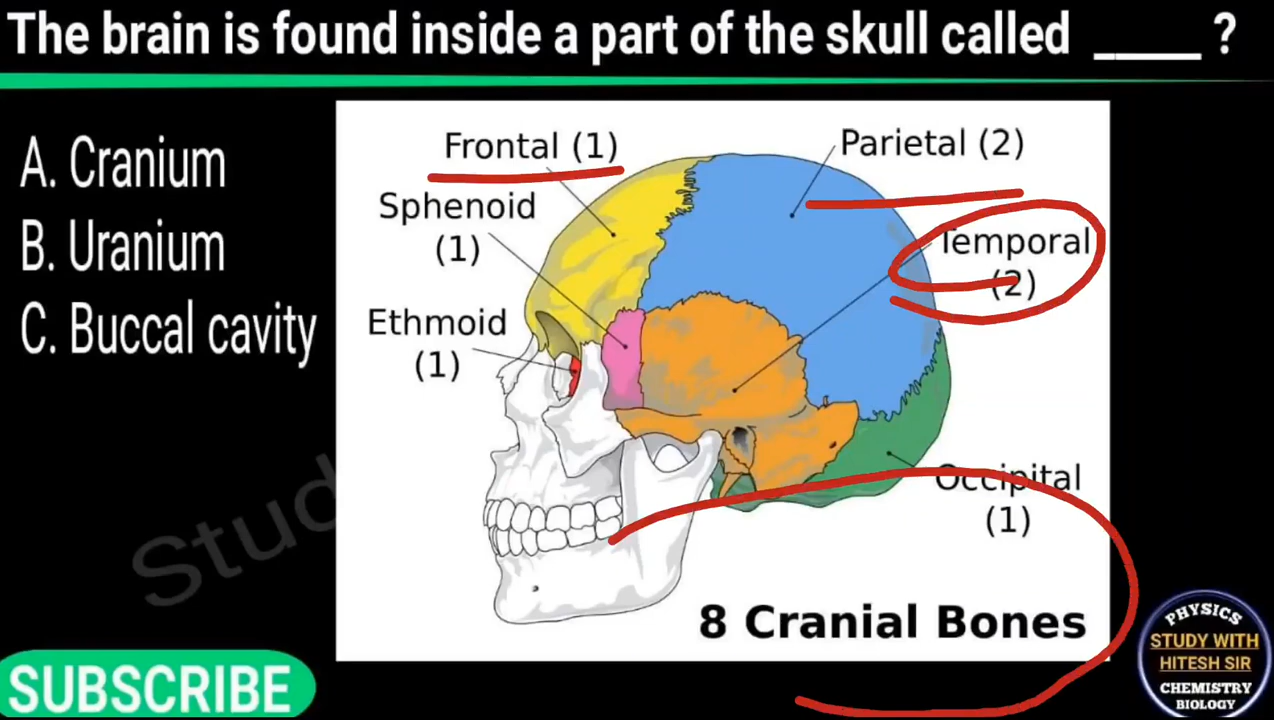 The brain is found inside a part of the skull called _____ ?
A. Cranium
B. Uranium
C. Buccal cavity
Frontal (1)
Parietal (2)
Sphenoid
(1)
Temporal
(2)
Ethmoid
(1)
Occipital
(1)
8 Cranial Bones
Stud
SUBSCRIBE
PHYSICS
STUDY WITH
HITESH SIR
CHEMISTRY
BIOLOGY